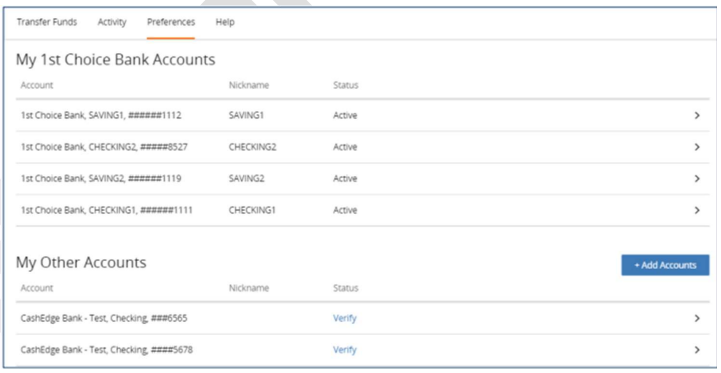 Transfer Funds Activity Preferences Help
My 1st Choice Bank Accounts
Account Nickname Status
1st Choice Bank, SAVING1, ######1112 SAVING1 Active
1st Choice Bank, CHECKING2, #####8527 CHECKING2 Active
1st Choice Bank, SAVING2, ######1119 SAVING2 Active
1st Choice Bank, CHECKING1, ######1111 CHECKING1 Active
My Other Accounts + Add Accounts
Account Nickname Status
CashEdge Bank - Test, Checking, ###6565 Verify
CashEdge Bank - Test, Checking, ####5678 Verify